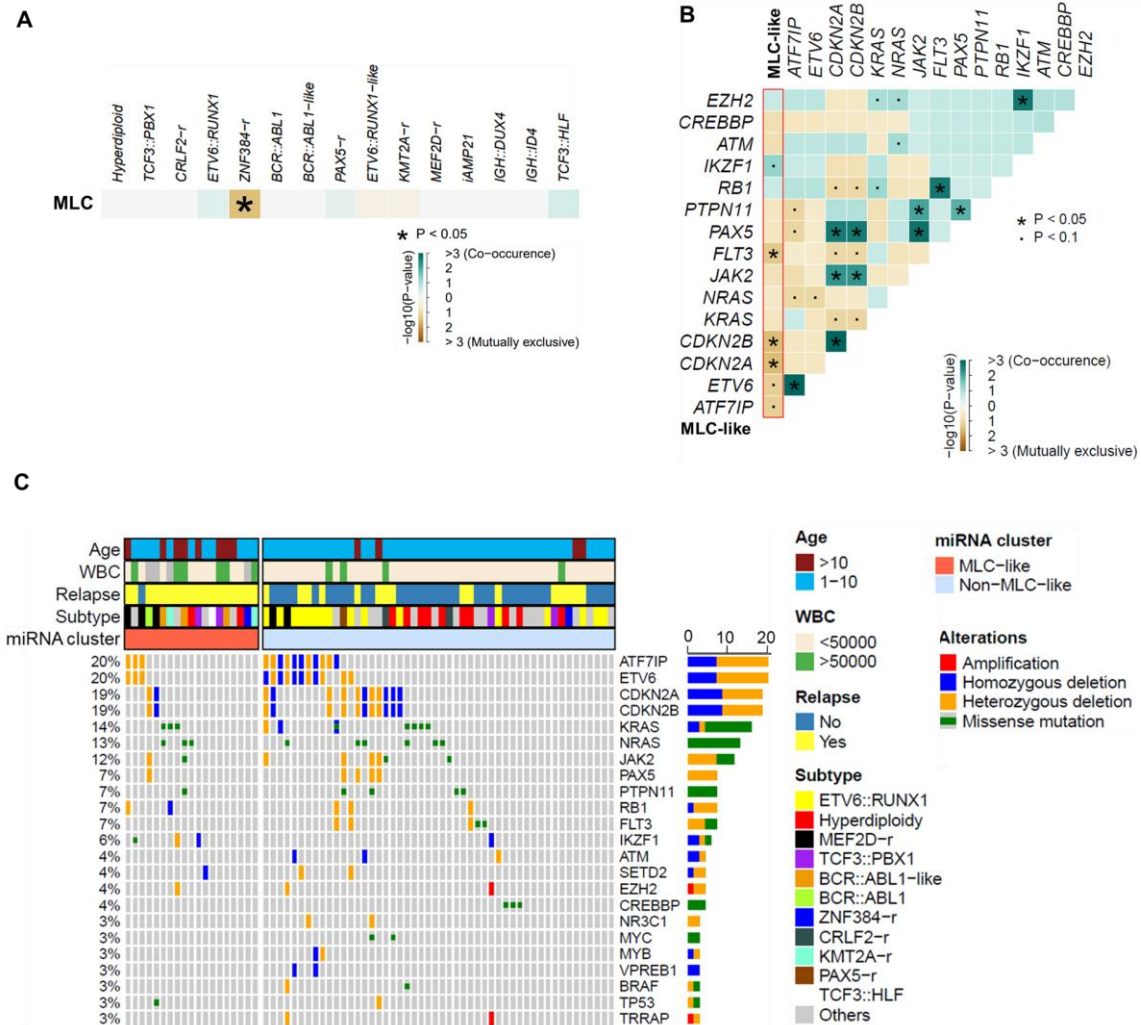 A
Hyperdiploid
TCF3::PBX1
CRLF2−r
ETV6::RUNX1
ZNF384−r
BCR::ABL1
BCR::ABL1−like
PAX5−r
ETV6::RUNX1−like
KMT2A−r
MEF2D−r
iAMP21
IGH::DUX4
IGH::ID4
TCF3::HLF
MLC
* P < 0.05
−log10(P−value)
>3 (Co−occurence)
2
1
0
1
2
> 3 (Mutually exclusive)
B
MLC-like
ATF7IP
ETV6
CDKN2A
CDKN2B
KRAS
NRAS
JAK2
FLT3
PAX5
PTPN11
RB1
IKZF1
ATM
CREBBP
EZH2
EZH2
CREBBP
ATM
IKZF1
RB1
PTPN11
PAX5
FLT3
JAK2
NRAS
KRAS
CDKN2B
CDKN2A
ETV6
ATF7IP
MLC-like
* P < 0.05
· P < 0.1
−log10(P−value)
>3 (Co−occurence)
2
1
0
1
2
> 3 (Mutually exclusive)
C
Age
WBC
Relapse
Subtype
miRNA cluster
0 10 20
20% ATF7IP
20% ETV6
19% CDKN2A
19% CDKN2B
14% KRAS
13% NRAS
12% JAK2
7% PAX5
7% PTPN11
7% RB1
7% FLT3
6% IKZF1
4% ATM
4% SETD2
4% EZH2
4% CREBBP
3% NR3C1
3% MYC
3% MYB
3% VPREB1
3% BRAF
3% TP53
3% TRRAP
Age
>10
1−10
WBC
<50000
>50000
Relapse
No
Yes
Subtype
ETV6::RUNX1
Hyperdiploidy
MEF2D−r
TCF3::PBX1
BCR::ABL1−like
BCR::ABL1
ZNF384−r
CRLF2−r
KMT2A−r
PAX5−r
TCF3::HLF
Others
miRNA cluster
MLC−like
Non−MLC−like
Alterations
Amplification
Homozygous deletion
Heterozygous deletion
Missense mutation